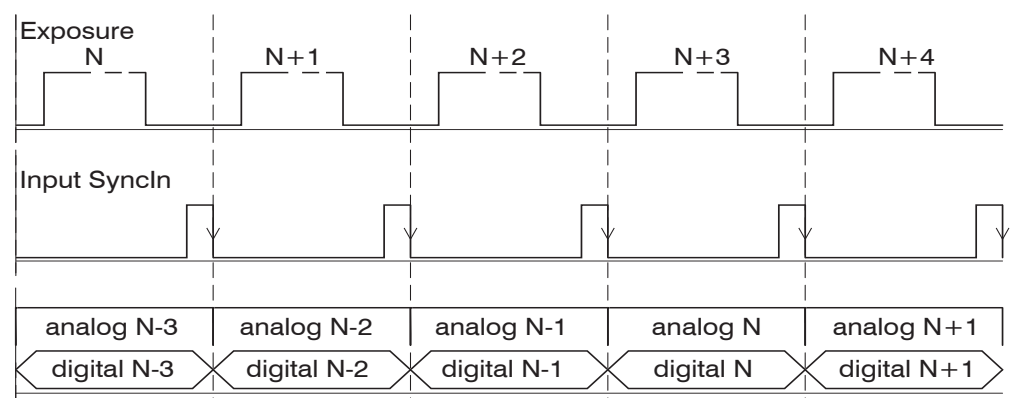 Exposure
N N+1 N+2 N+3 N+4
Input SyncIn
analog N-3 analog N-2 analog N-1 analog N analog N+1
digital N-3 digital N-2 digital N-1 digital N digital N+1